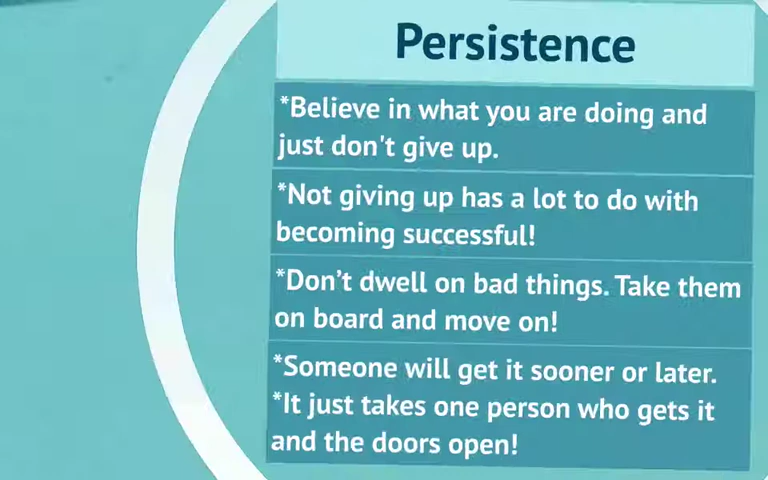 Persistence
*Believe in what you are doing and
just don't give up.
*Not giving up has a lot to do with
becoming successful!
*Don’t dwell on bad things. Take them
on board and move on!
*Someone will get it sooner or later.
*It just takes one person who gets it
and the doors open!